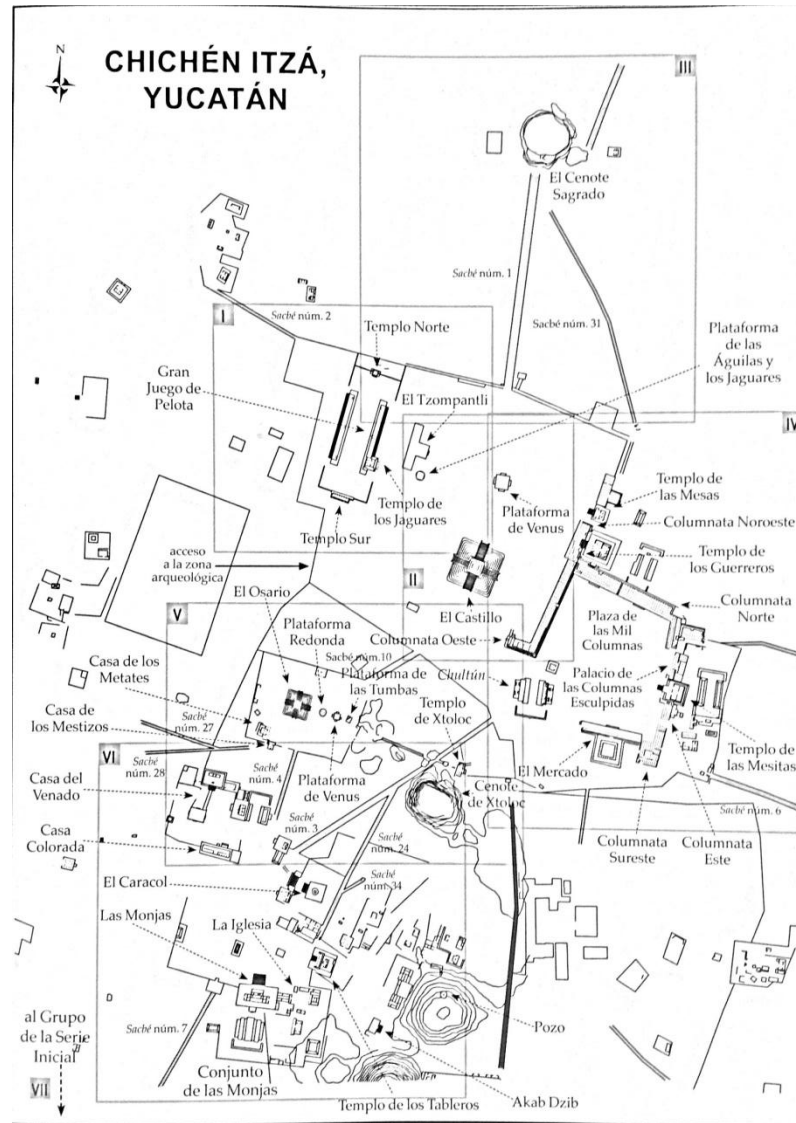 N
CHICHÉN ITZÁ,
YUCATÁN
III
El Cenote
Sagrado
Sacbé núm. 1
Sacbé núm. 31
Sacbé núm. 2
I
Templo Norte
Plataforma
de las
Águilas y
los Jaguares
Gran
Juego de
Pelota
El Tzompantli
IV
Templo de
las Mesas
Templo de
los Jaguares
Plataforma
de Venus
Columnata Noroeste
Templo Sur
Templo de
los Guerreros
acceso
a la zona
arqueológica
II
El Castillo
Columnata
Norte
Plaza de
las Mil
Columnas
El Osario
V
Plataforma
Redonda
Columnata Oeste
Sacbé núm.10
Chultún
Palacio de
las Columnas
Esculpidas
Casa de los
Metates
Plataforma de
las Tumbas
Templo
de Xtoloc
Casa de
los Mestizos
Sacbé
núm. 27
Sacbé
núm. 28
VI
Sacbé
núm. 4
Plataforma
de Venus
El Mercado
Templo de
las Mesitas
Casa del
Venado
Cenote
de Xtoloc
Sacbé núm. 6
Casa
Colorada
Sacbé
núm. 3
Sacbé
núm. 24
Columnata
Sureste
Columnata
Este
El Caracol
Sacbé
núm. 34
Las Monjas
La Iglesia
Sacbé núm. 7
Pozo
al Grupo
de la Serie
Inicial
VII
Conjunto
de las Monjas
Templo de los Tableros
Akab Dzib